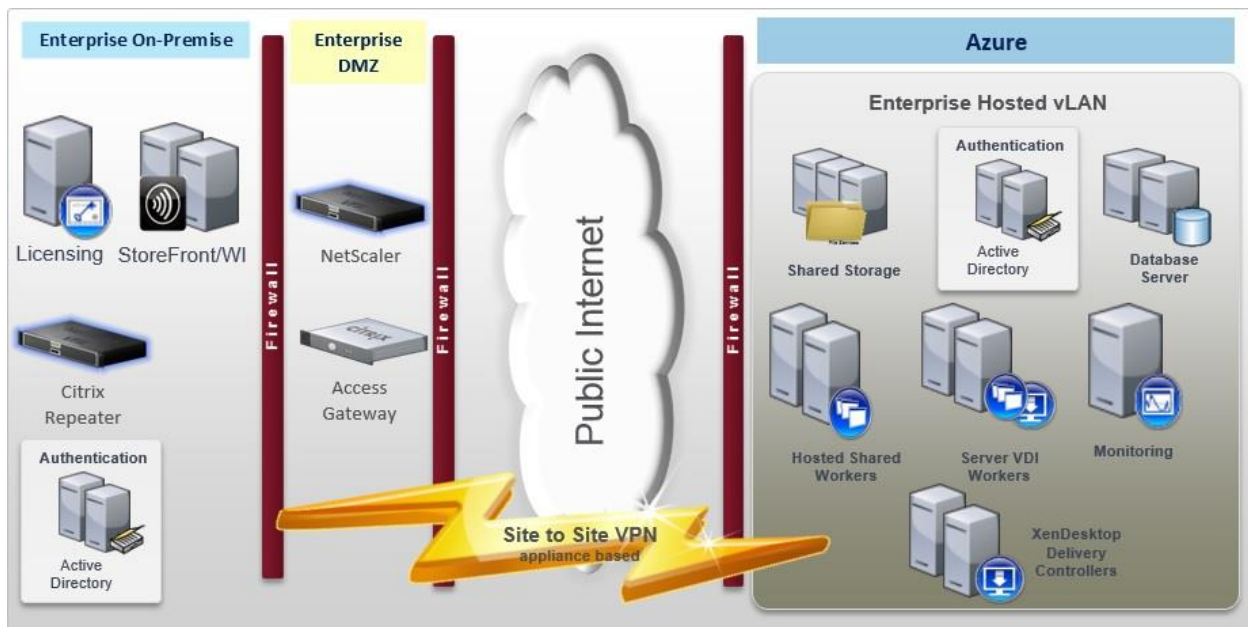 Enterprise On-Premise
Licensing
StoreFront/WI
Citrix
Repeater
Authentication
Active
Directory
Firewall
Enterprise
DMZ
NetScaler
CITRIX
Access
Gateway
Firewall
Public Internet
Site to Site VPN
appliance based
Firewall
Azure
Enterprise Hosted vLAN
File Services
Shared Storage
Authentication
Active
Directory
Database
Server
Hosted Shared
Workers
Server VDI
Workers
Monitoring
XenDesktop
Delivery
Controllers